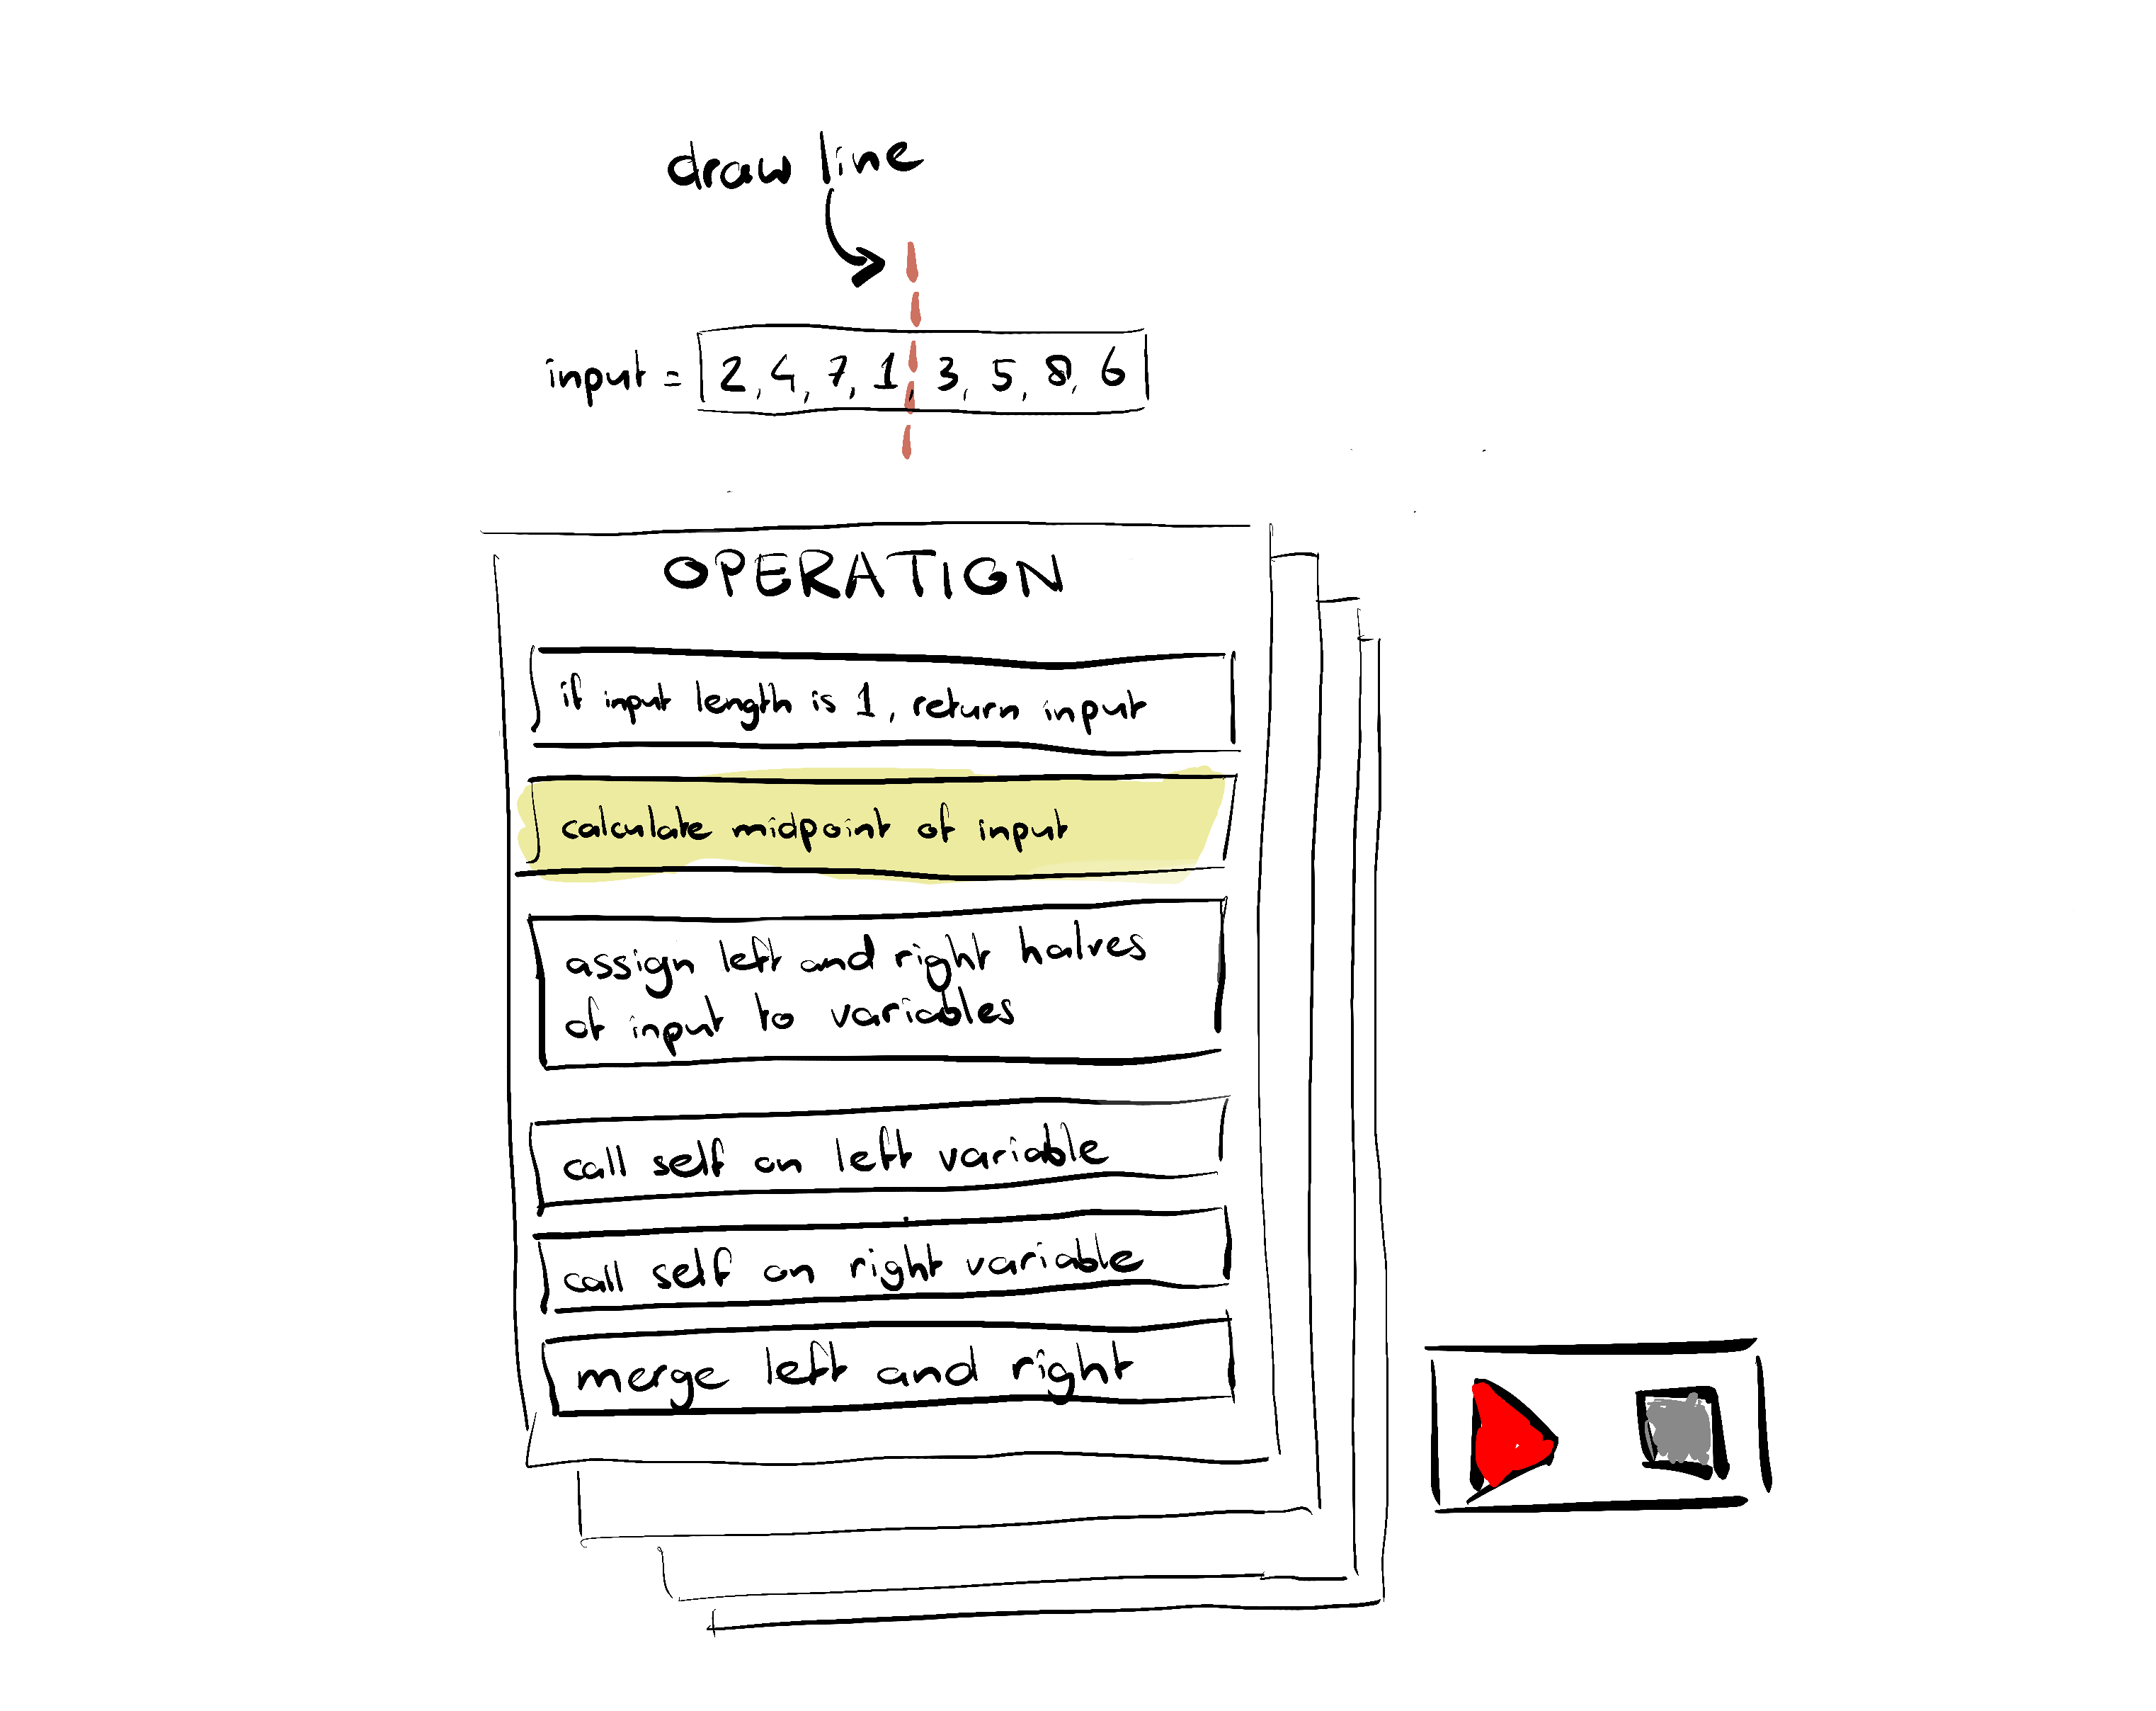 draw line
input = 2, 4, 7, 1, 3, 5, 8, 6
OPERATION
if input length is 1, return input
calculate midpoint of input
assign left and right halves
of input to variables
call self on left variable
call self on right variable
merge left and right